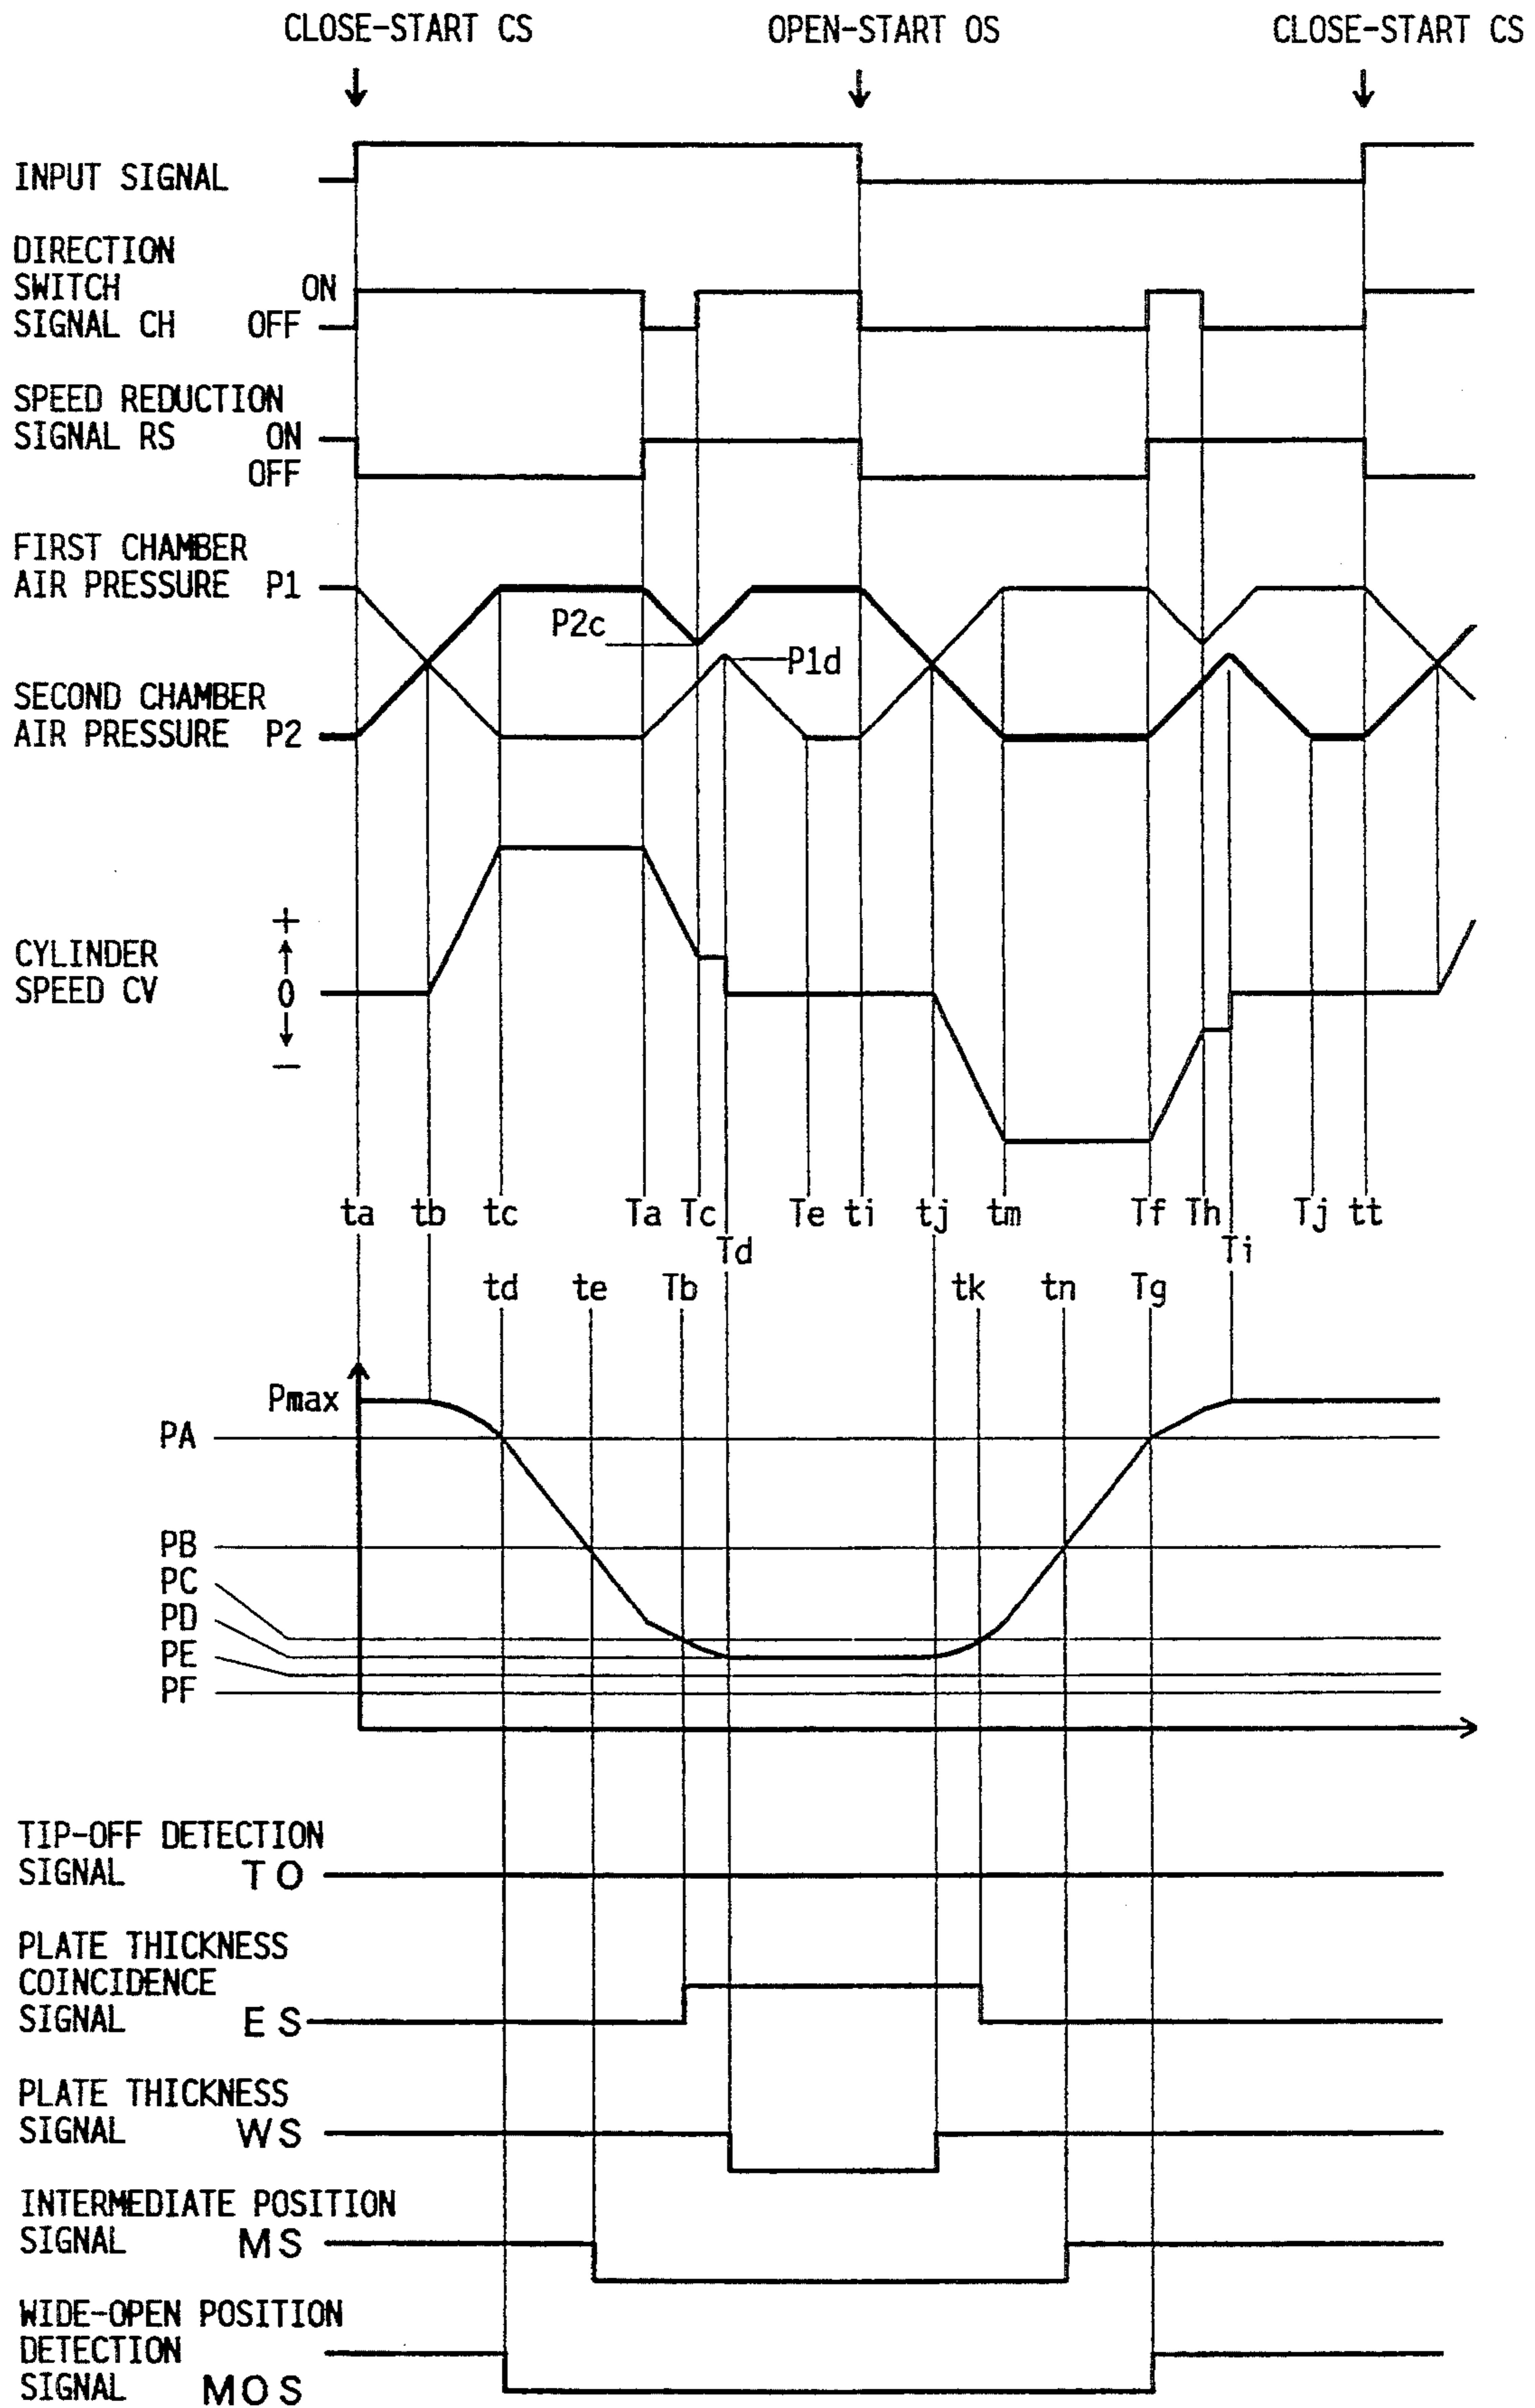 CLOSE-START CS OPEN-START OS CLOSE-START CS
INPUT SIGNAL
DIRECTION
SWITCH ON
SIGNAL CH OFF
SPEED REDUCTION
SIGNAL RS ON
OFF
FIRST CHAMBER
AIR PRESSURE P1
P2c
P1d
SECOND CHAMBER
AIR PRESSURE P2
+
CYLINDER
SPEED CV 0
−
ta tb tc Ta Tc Te ti tj tm Tf Th Tj tt
Td Ti
td te Tb tk tn Tg
Pmax
PA
PB
PC
PD
PE
PF
TIP-OFF DETECTION
SIGNAL TO
PLATE THICKNESS
COINCIDENCE
SIGNAL ES
PLATE THICKNESS
SIGNAL WS
INTERMEDIATE POSITION
SIGNAL MS
WIDE-OPEN POSITION
DETECTION
SIGNAL MOS